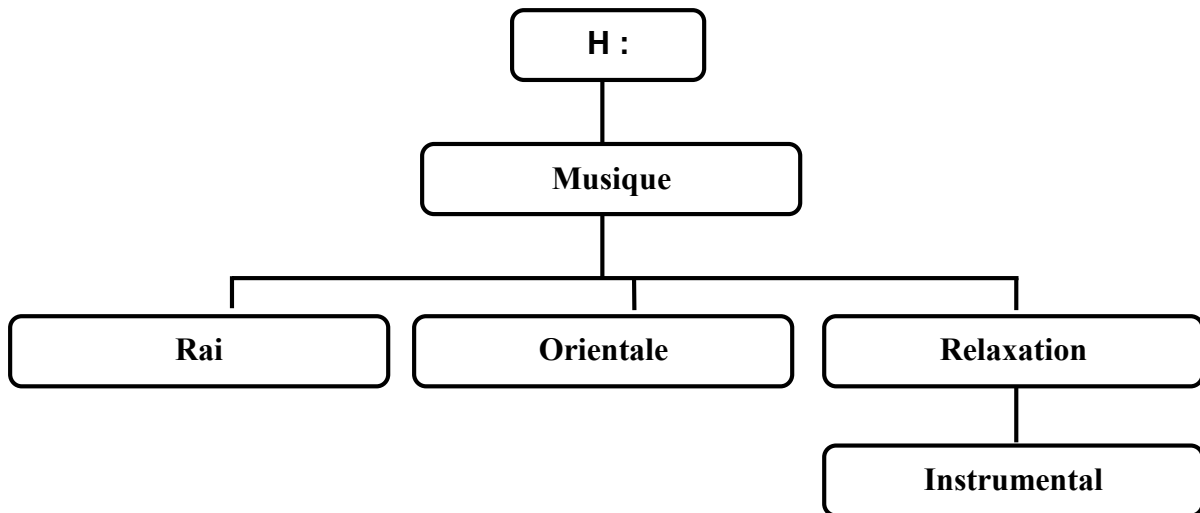 H :
Musique
Rai
Orientale
Relaxation
Instrumental